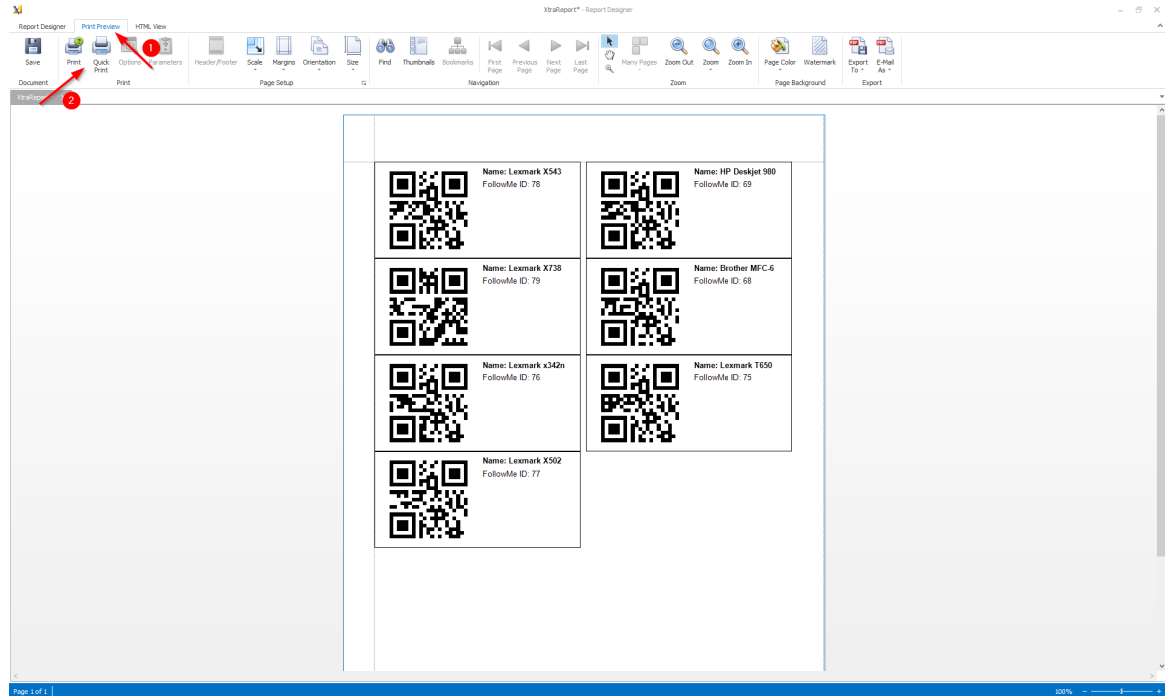 XtraReport* - Report Designer
Report Designer Print Preview HTML View
1
Save Print Quick Print Options Parameters Header/Footer Scale Margins Orientation Size Find Thumbnails Bookmarks First Page Previous Page Next Page Last Page Many Pages Zoom Out Zoom Zoom In Page Color Watermark Export To E-Mail As
Document Print Page Setup Navigation Zoom Page Background Export
2
Name: Lexmark X543
FollowMe ID: 78
Name: HP Deskjet 980
FollowMe ID: 69
Name: Lexmark X738
FollowMe ID: 79
Name: Brother MFC-6
FollowMe ID: 68
Name: Lexmark x342n
FollowMe ID: 76
Name: Lexmark T650
FollowMe ID: 75
Name: Lexmark X502
FollowMe ID: 77
Page 1 of 1
100%